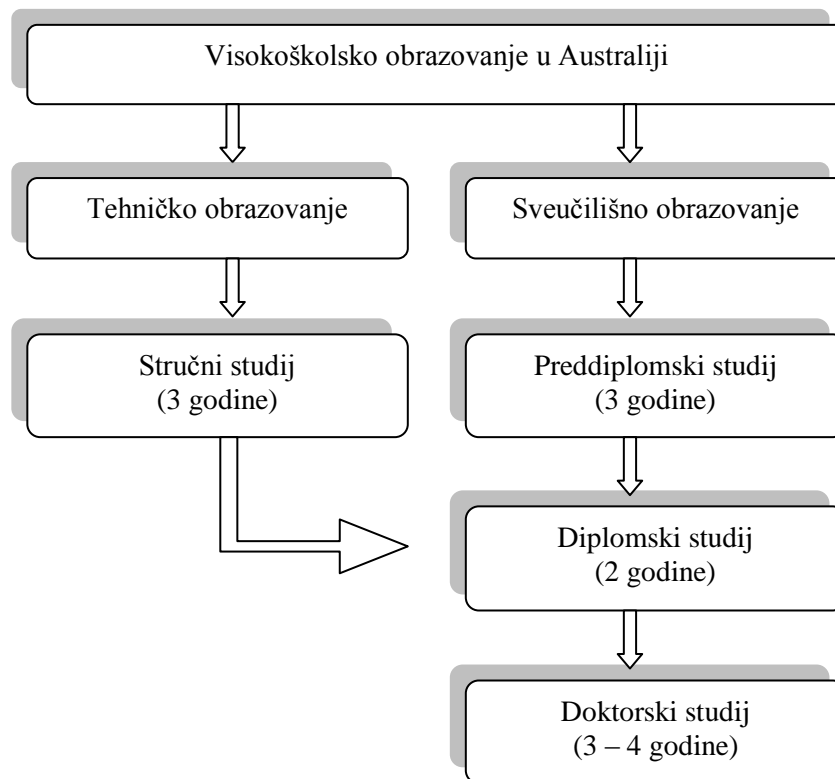 Visokoškolsko obrazovanje u Australiji
Tehničko obrazovanje
Sveučilišno obrazovanje
Stručni studij
(3 godine)
Preddiplomski studij
(3 godine)
Diplomski studij
(2 godine)
Doktorski studij
(3 – 4 godine)